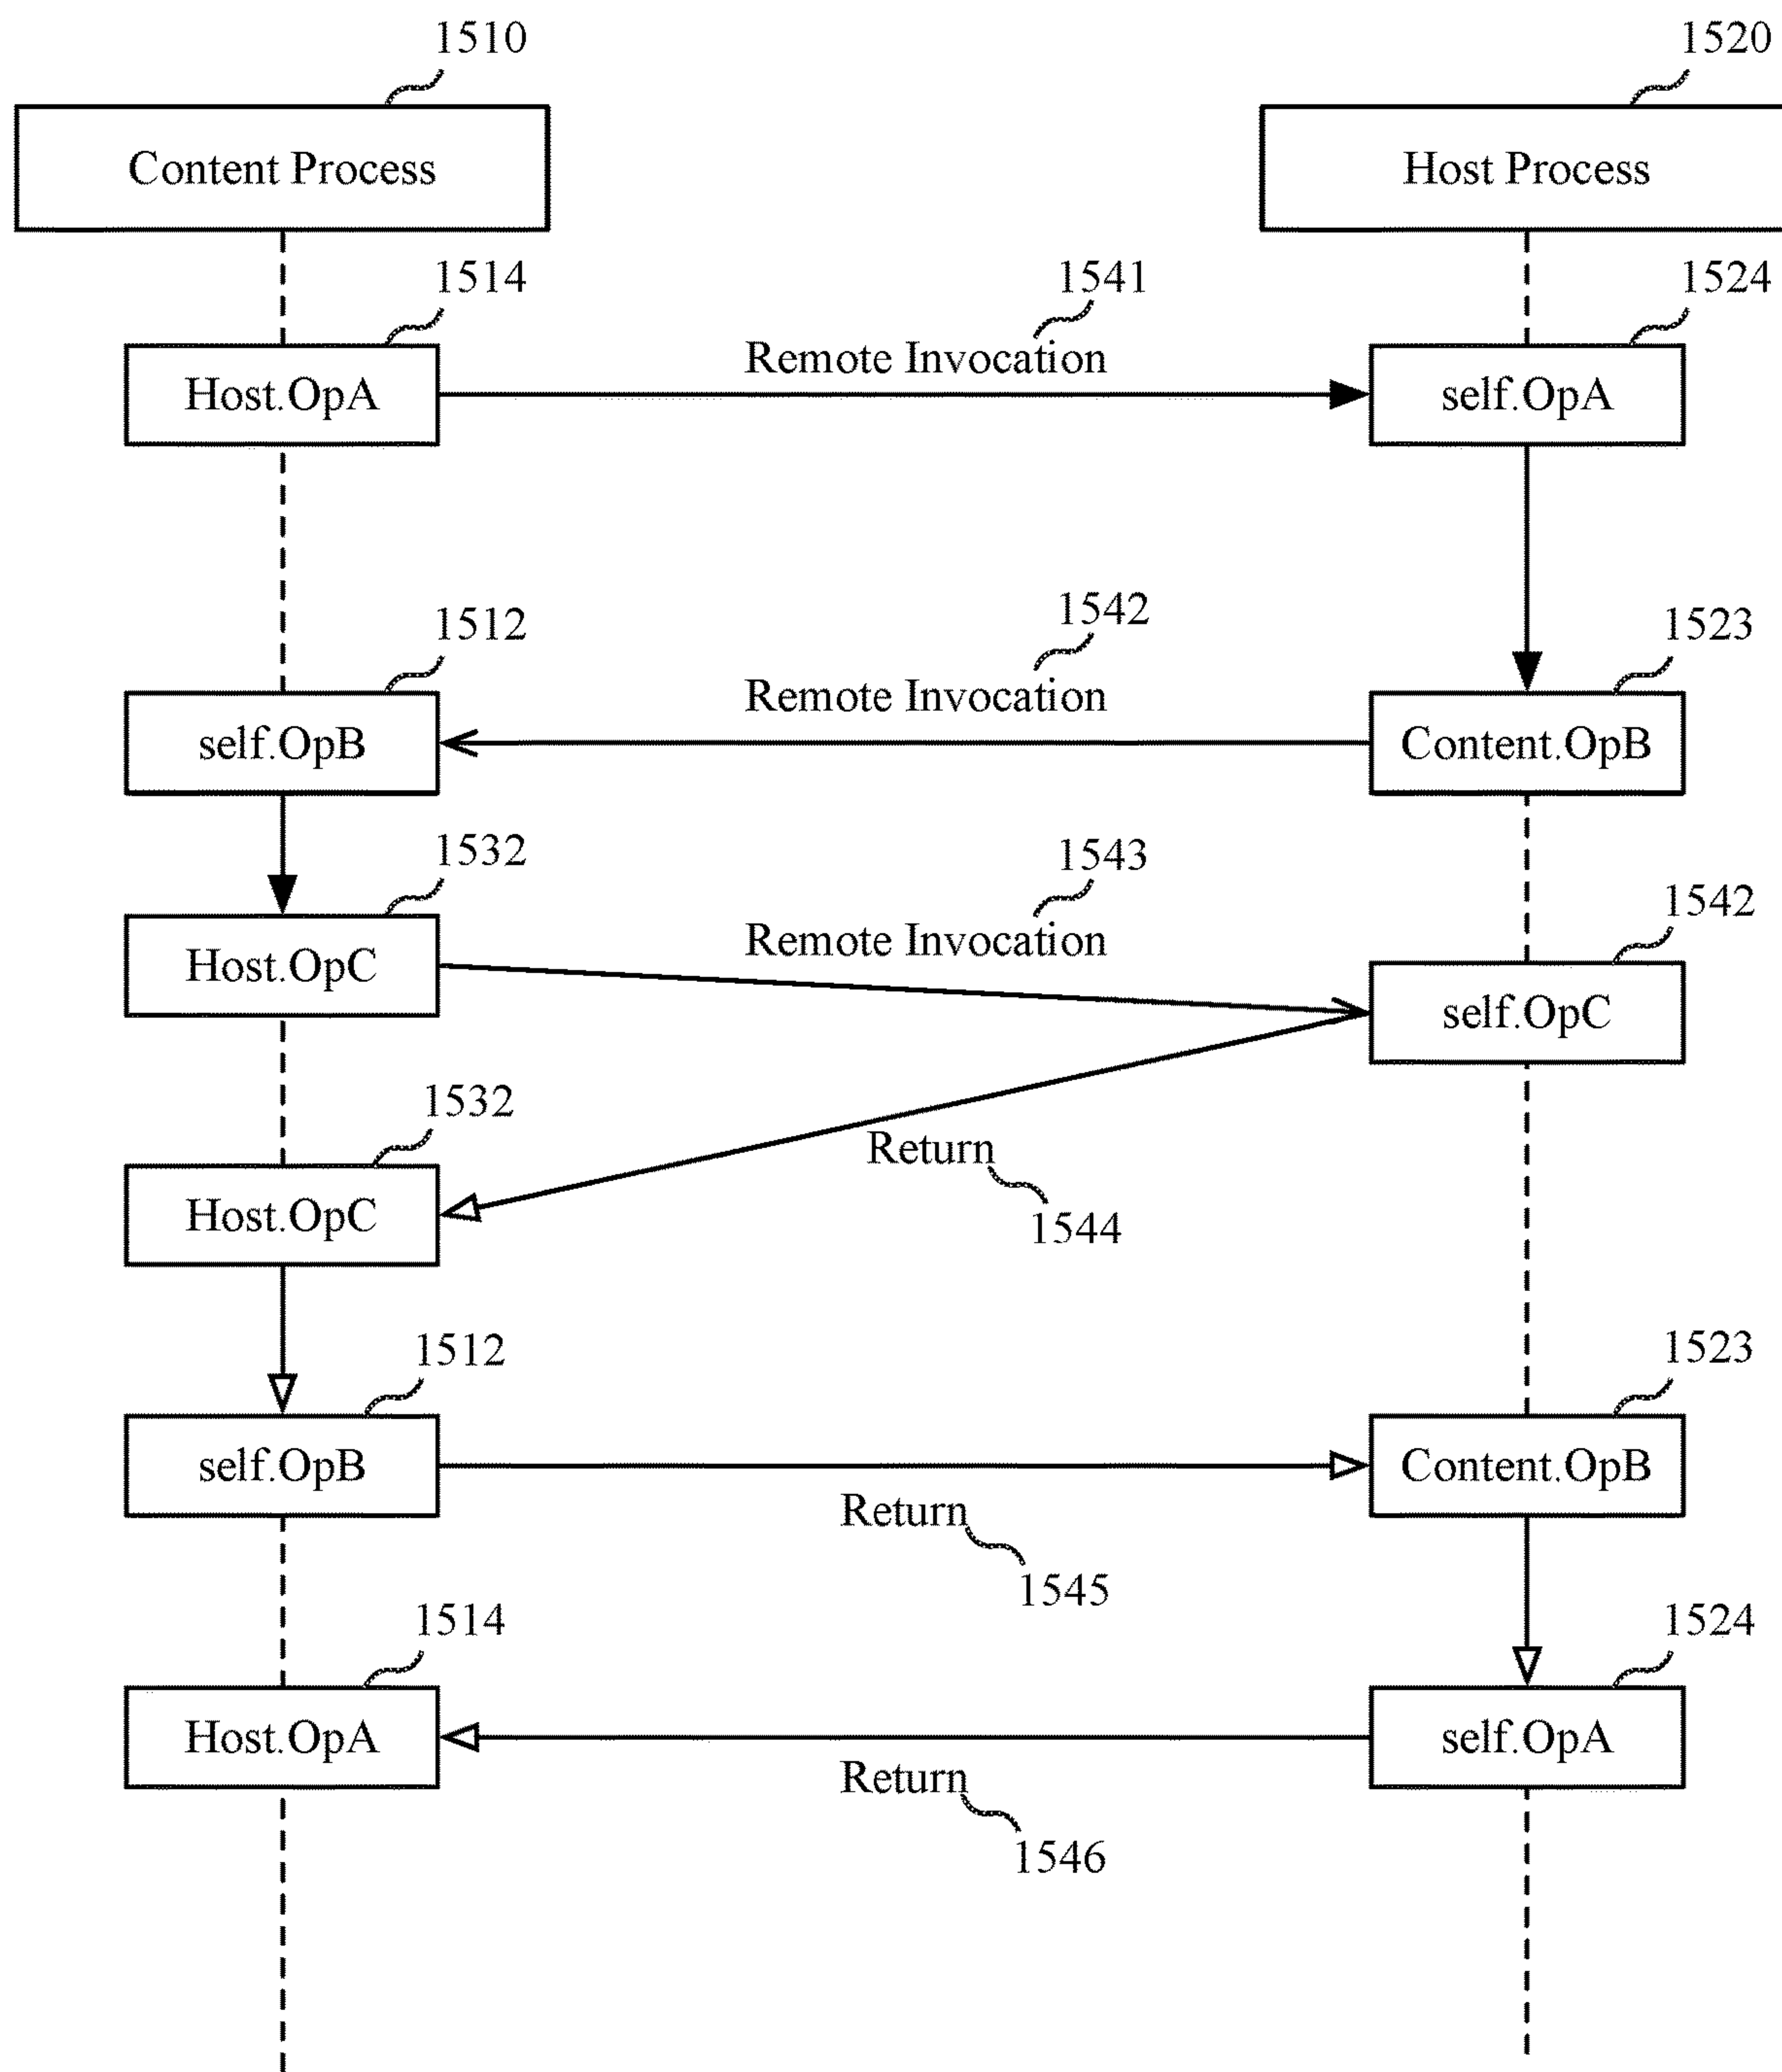 1510
1520
Content Process
Host Process
1514
1541
1524
Remote Invocation
Host.OpA
self.OpA
1512
1542
1523
Remote Invocation
self.OpB
Content.OpB
1532
1543
1542
Remote Invocation
Host.OpC
self.OpC
1532
Return
Host.OpC
1544
1512
1523
self.OpB
Content.OpB
Return
1545
1514
1524
Host.OpA
self.OpA
Return
1546